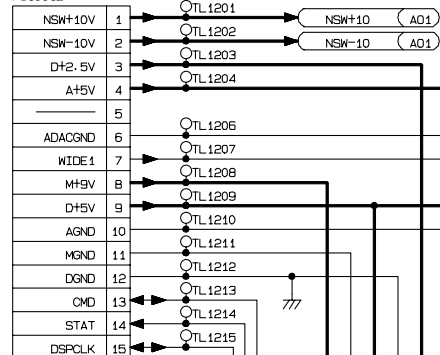 NSW+10V 1 TL1201 NSW+10 A01
NSW-10V 2 TL1202 NSW-10 A01
D+2.5V 3 TL1203
A+5V 4 TL1204
5
ADACGND 6 TL1206
WIDE1 7 TL1207
M+9V 8 TL1208
D+5V 9 TL1209
AGND 10 TL1210
MGND 11 TL1211
DGND 12 TL1212
CMD 13 TL1213
STAT 14 TL1214
DSPCLK 15 TL1215